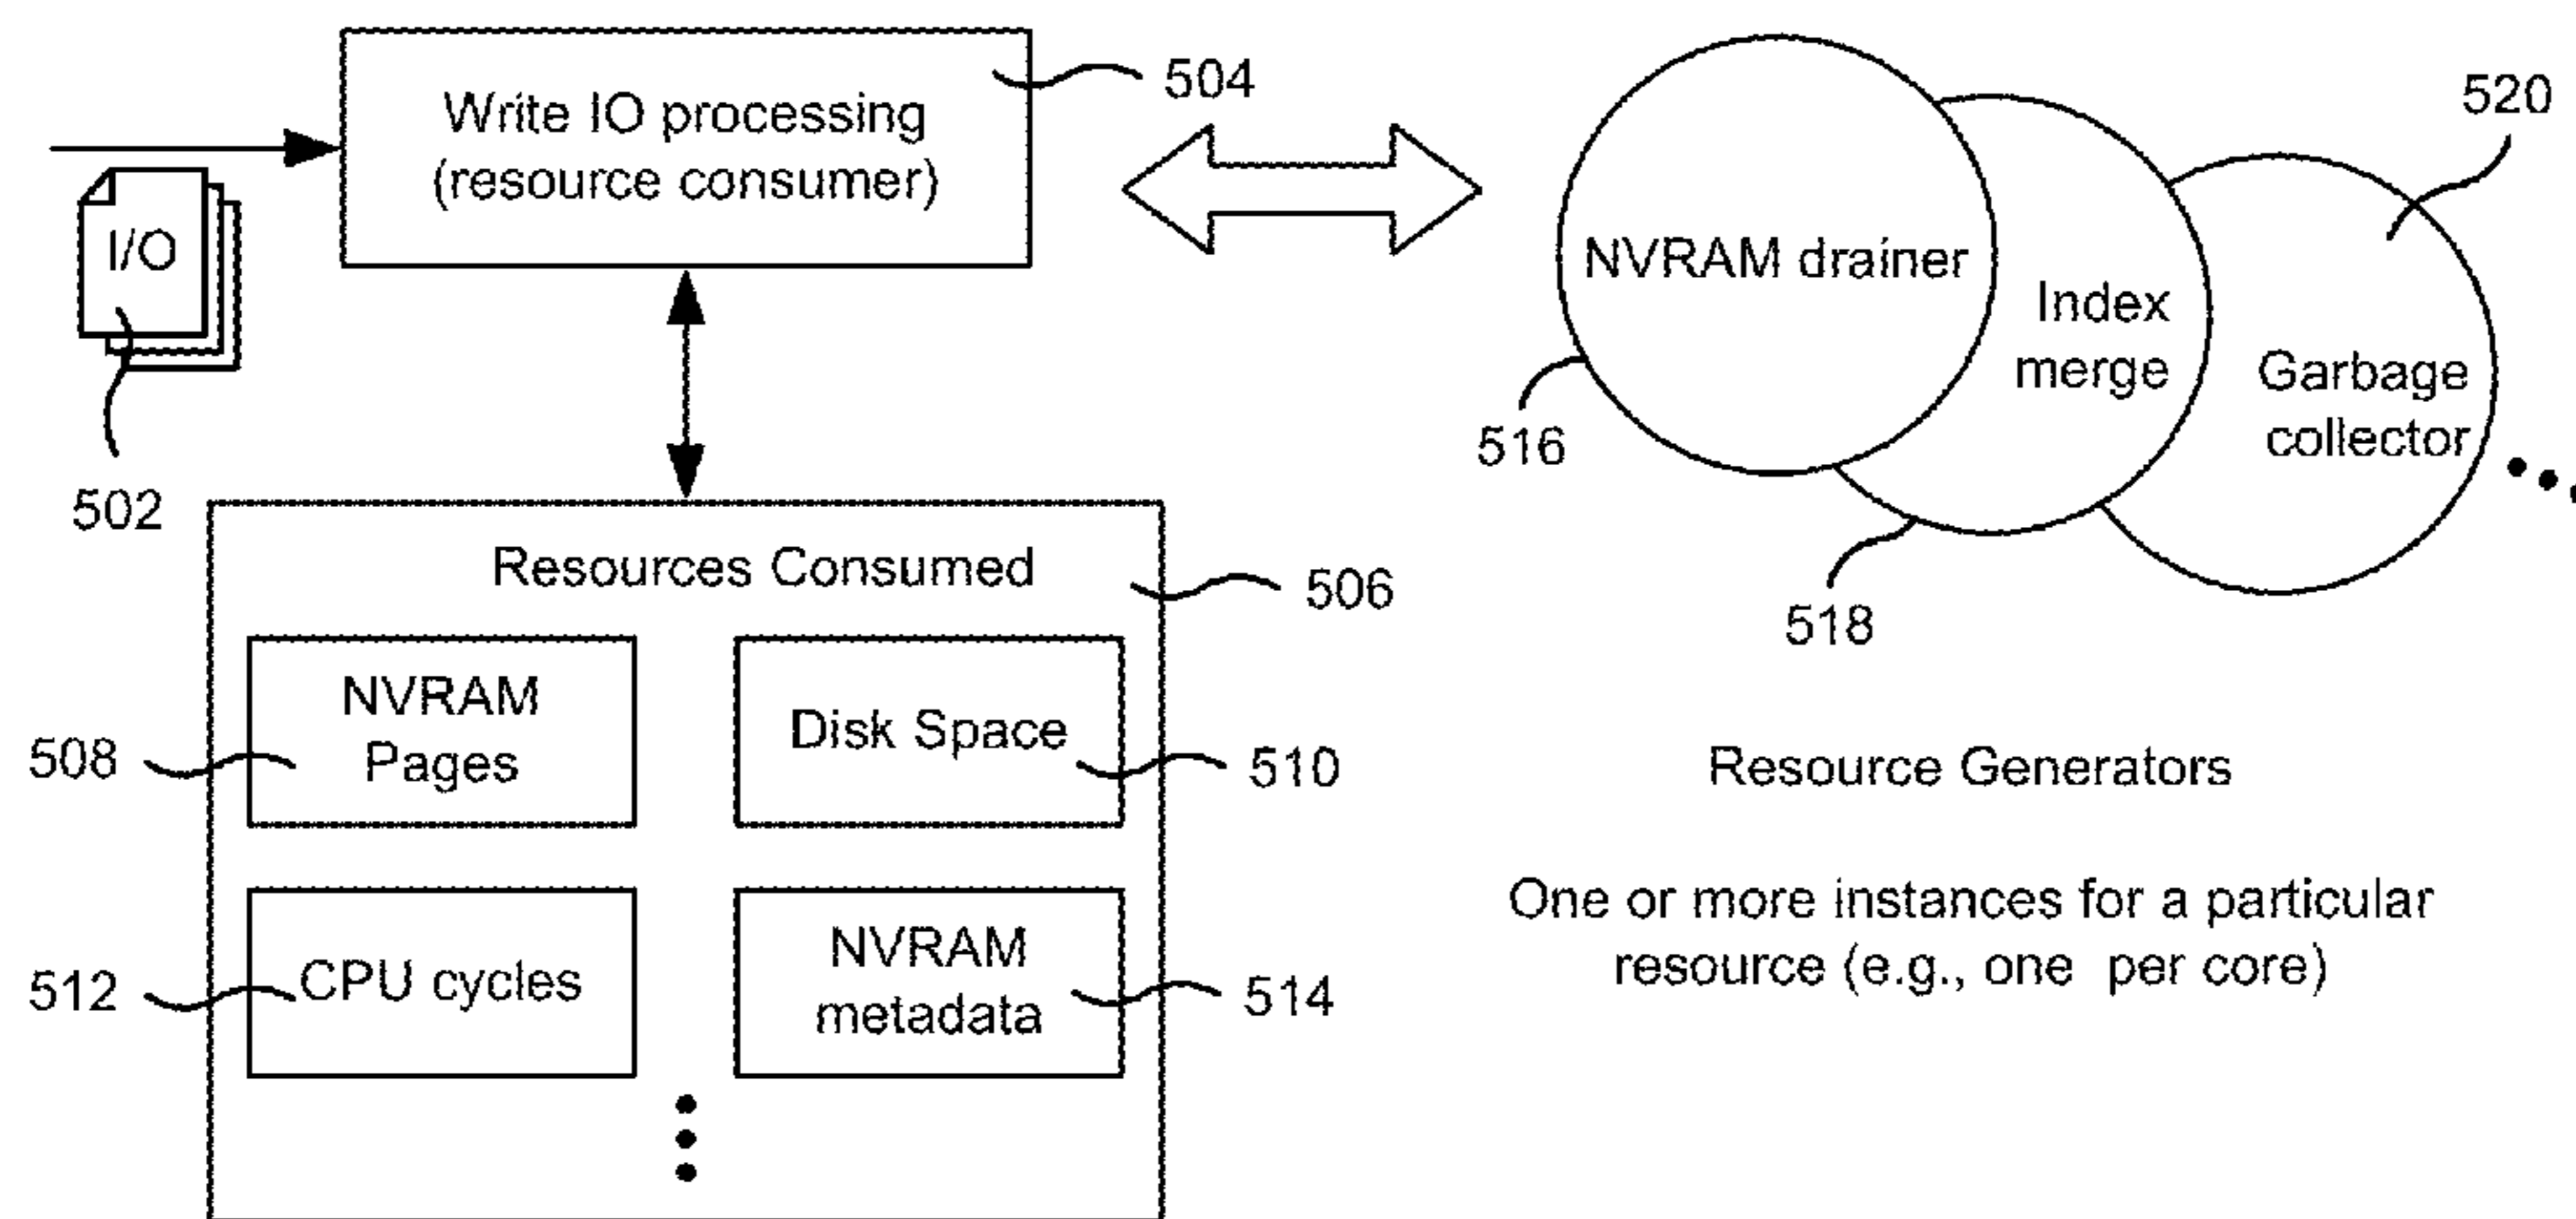 Write IO processing
(resource consumer)
504
I/O
502
NVRAM drainer
516
Index
merge
518
Garbage
collector
520
Resources Consumed
506
NVRAM
Pages
508
Disk Space
510
CPU cycles
512
NVRAM
metadata
514
Resource Generators
One or more instances for a particular
resource (e.g., one per core)